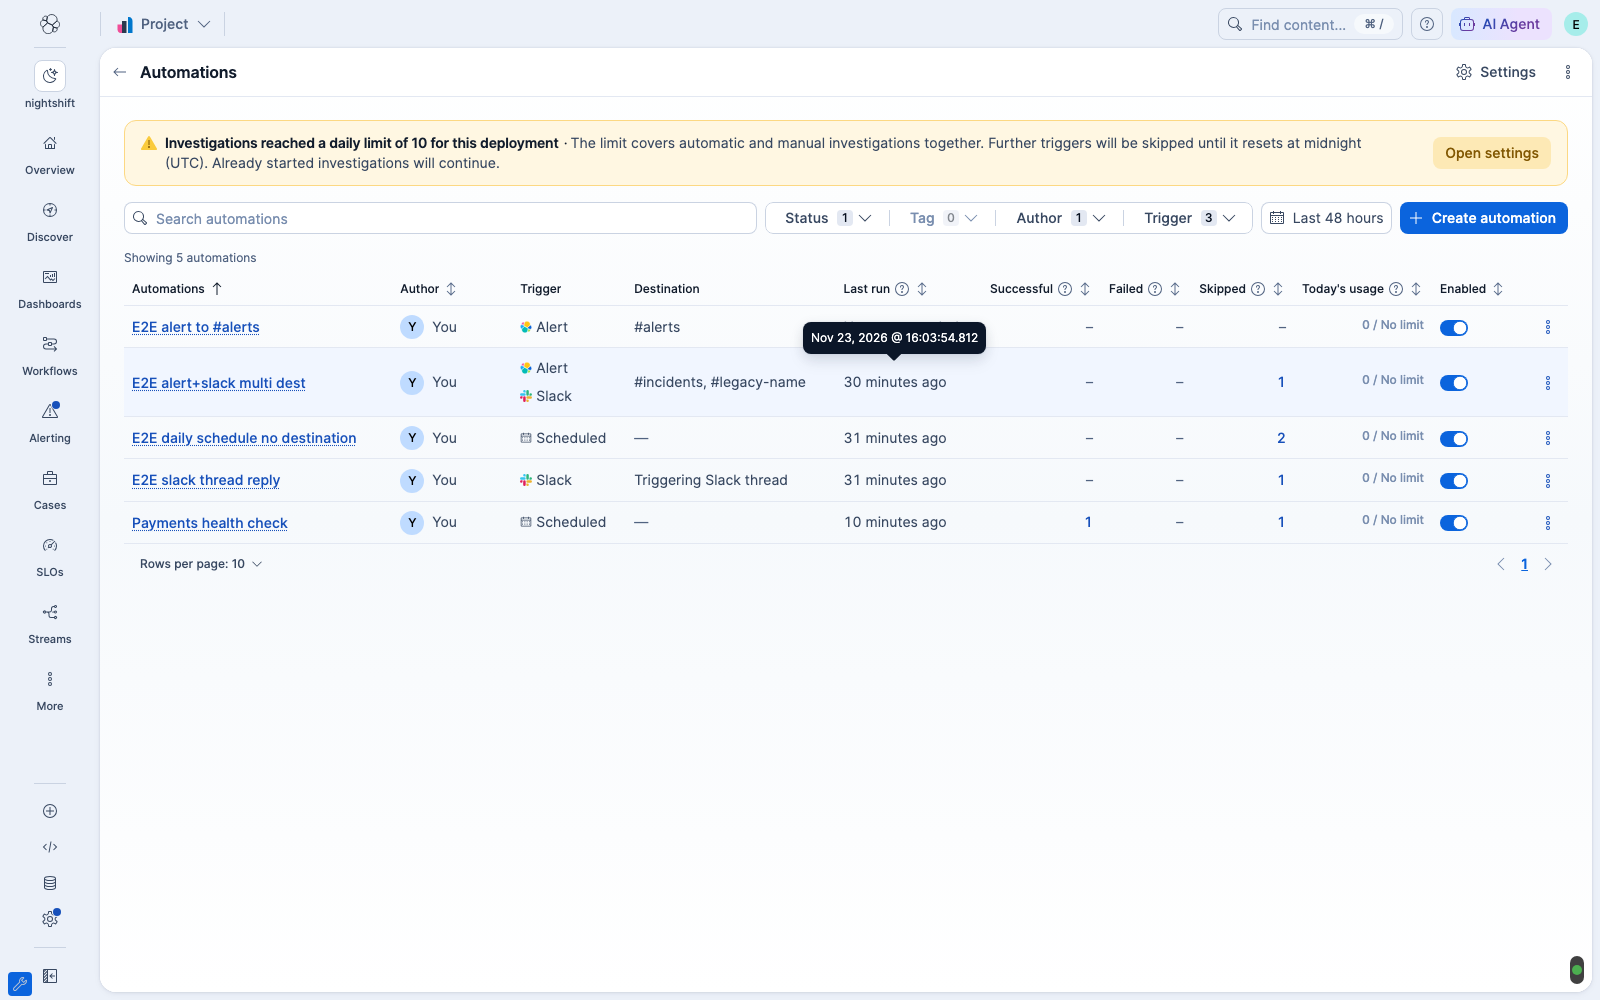 Project
Find content...
⌘ /
AI Agent
E
nightshift
Overview
Discover
Dashboards
Workflows
Alerting
Cases
SLOs
Streams
More
Automations
Settings
Investigations reached a daily limit of 10 for this deployment · The limit covers automatic and manual investigations together. Further triggers will be skipped until it resets at midnight
(UTC). Already started investigations will continue.
Open settings
Search automations
Status 1
Tag 0
Author 1
Trigger 3
Last 48 hours
Create automation
Showing 5 automations
Automations Author Trigger Destination Last run Successful Failed Skipped Today's usage Enabled
E2E alert to #alerts Y You Alert #alerts – – – 0 / No limit
Nov 23, 2026 @ 16:03:54.812
E2E alert+slack multi dest Y You Alert Slack #incidents, #legacy-name 30 minutes ago – – 1 0 / No limit
E2E daily schedule no destination Y You Scheduled — 31 minutes ago – – 2 0 / No limit
E2E slack thread reply Y You Slack Triggering Slack thread 31 minutes ago – – 1 0 / No limit
Payments health check Y You Scheduled — 10 minutes ago 1 – 1 0 / No limit
Rows per page: 10
1